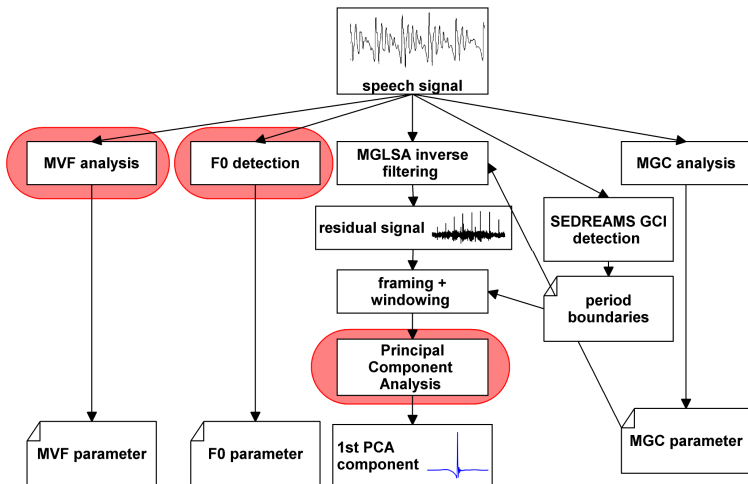 speech signal
MVF analysis
F0 detection
MGLSA inverse
filtering
MGC analysis
residual signal
SEDREAMS GCI
detection
framing +
windowing
period
boundaries
Principal
Component
Analysis
MVF parameter
F0 parameter
1st PCA
component
MGC parameter